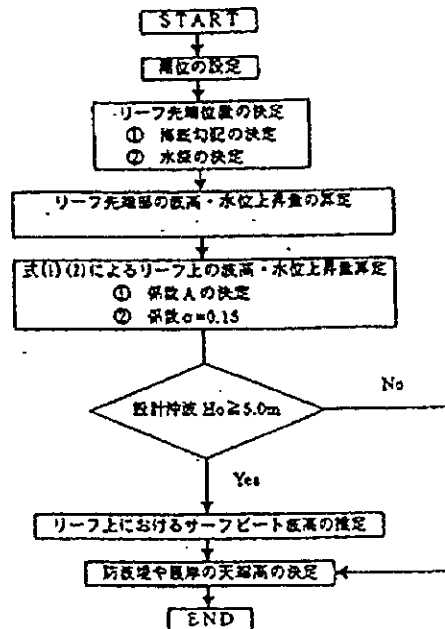 START
潮位の設定
リーフ先端位置の決定
① 海底勾配の決定
② 水深の決定
リーフ先端部の波高・水位上昇量の算定
式(1)(2)によるリーフ上の波高・水位上昇量算定
① 係数Aの決定
② 係数α=0.15
設計沖波 Ho≧5.0m
No
Yes
リーフ上におけるサーフビート波高の推定
防波堤や護岸の天端高の決定
END